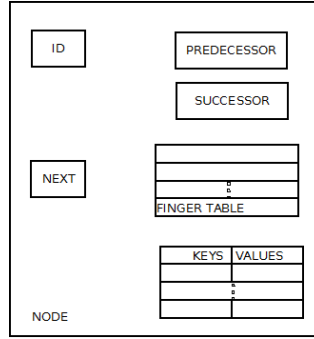 ID
PREDECESSOR
SUCCESSOR
NEXT
FINGER TABLE
KEYS VALUES
NODE